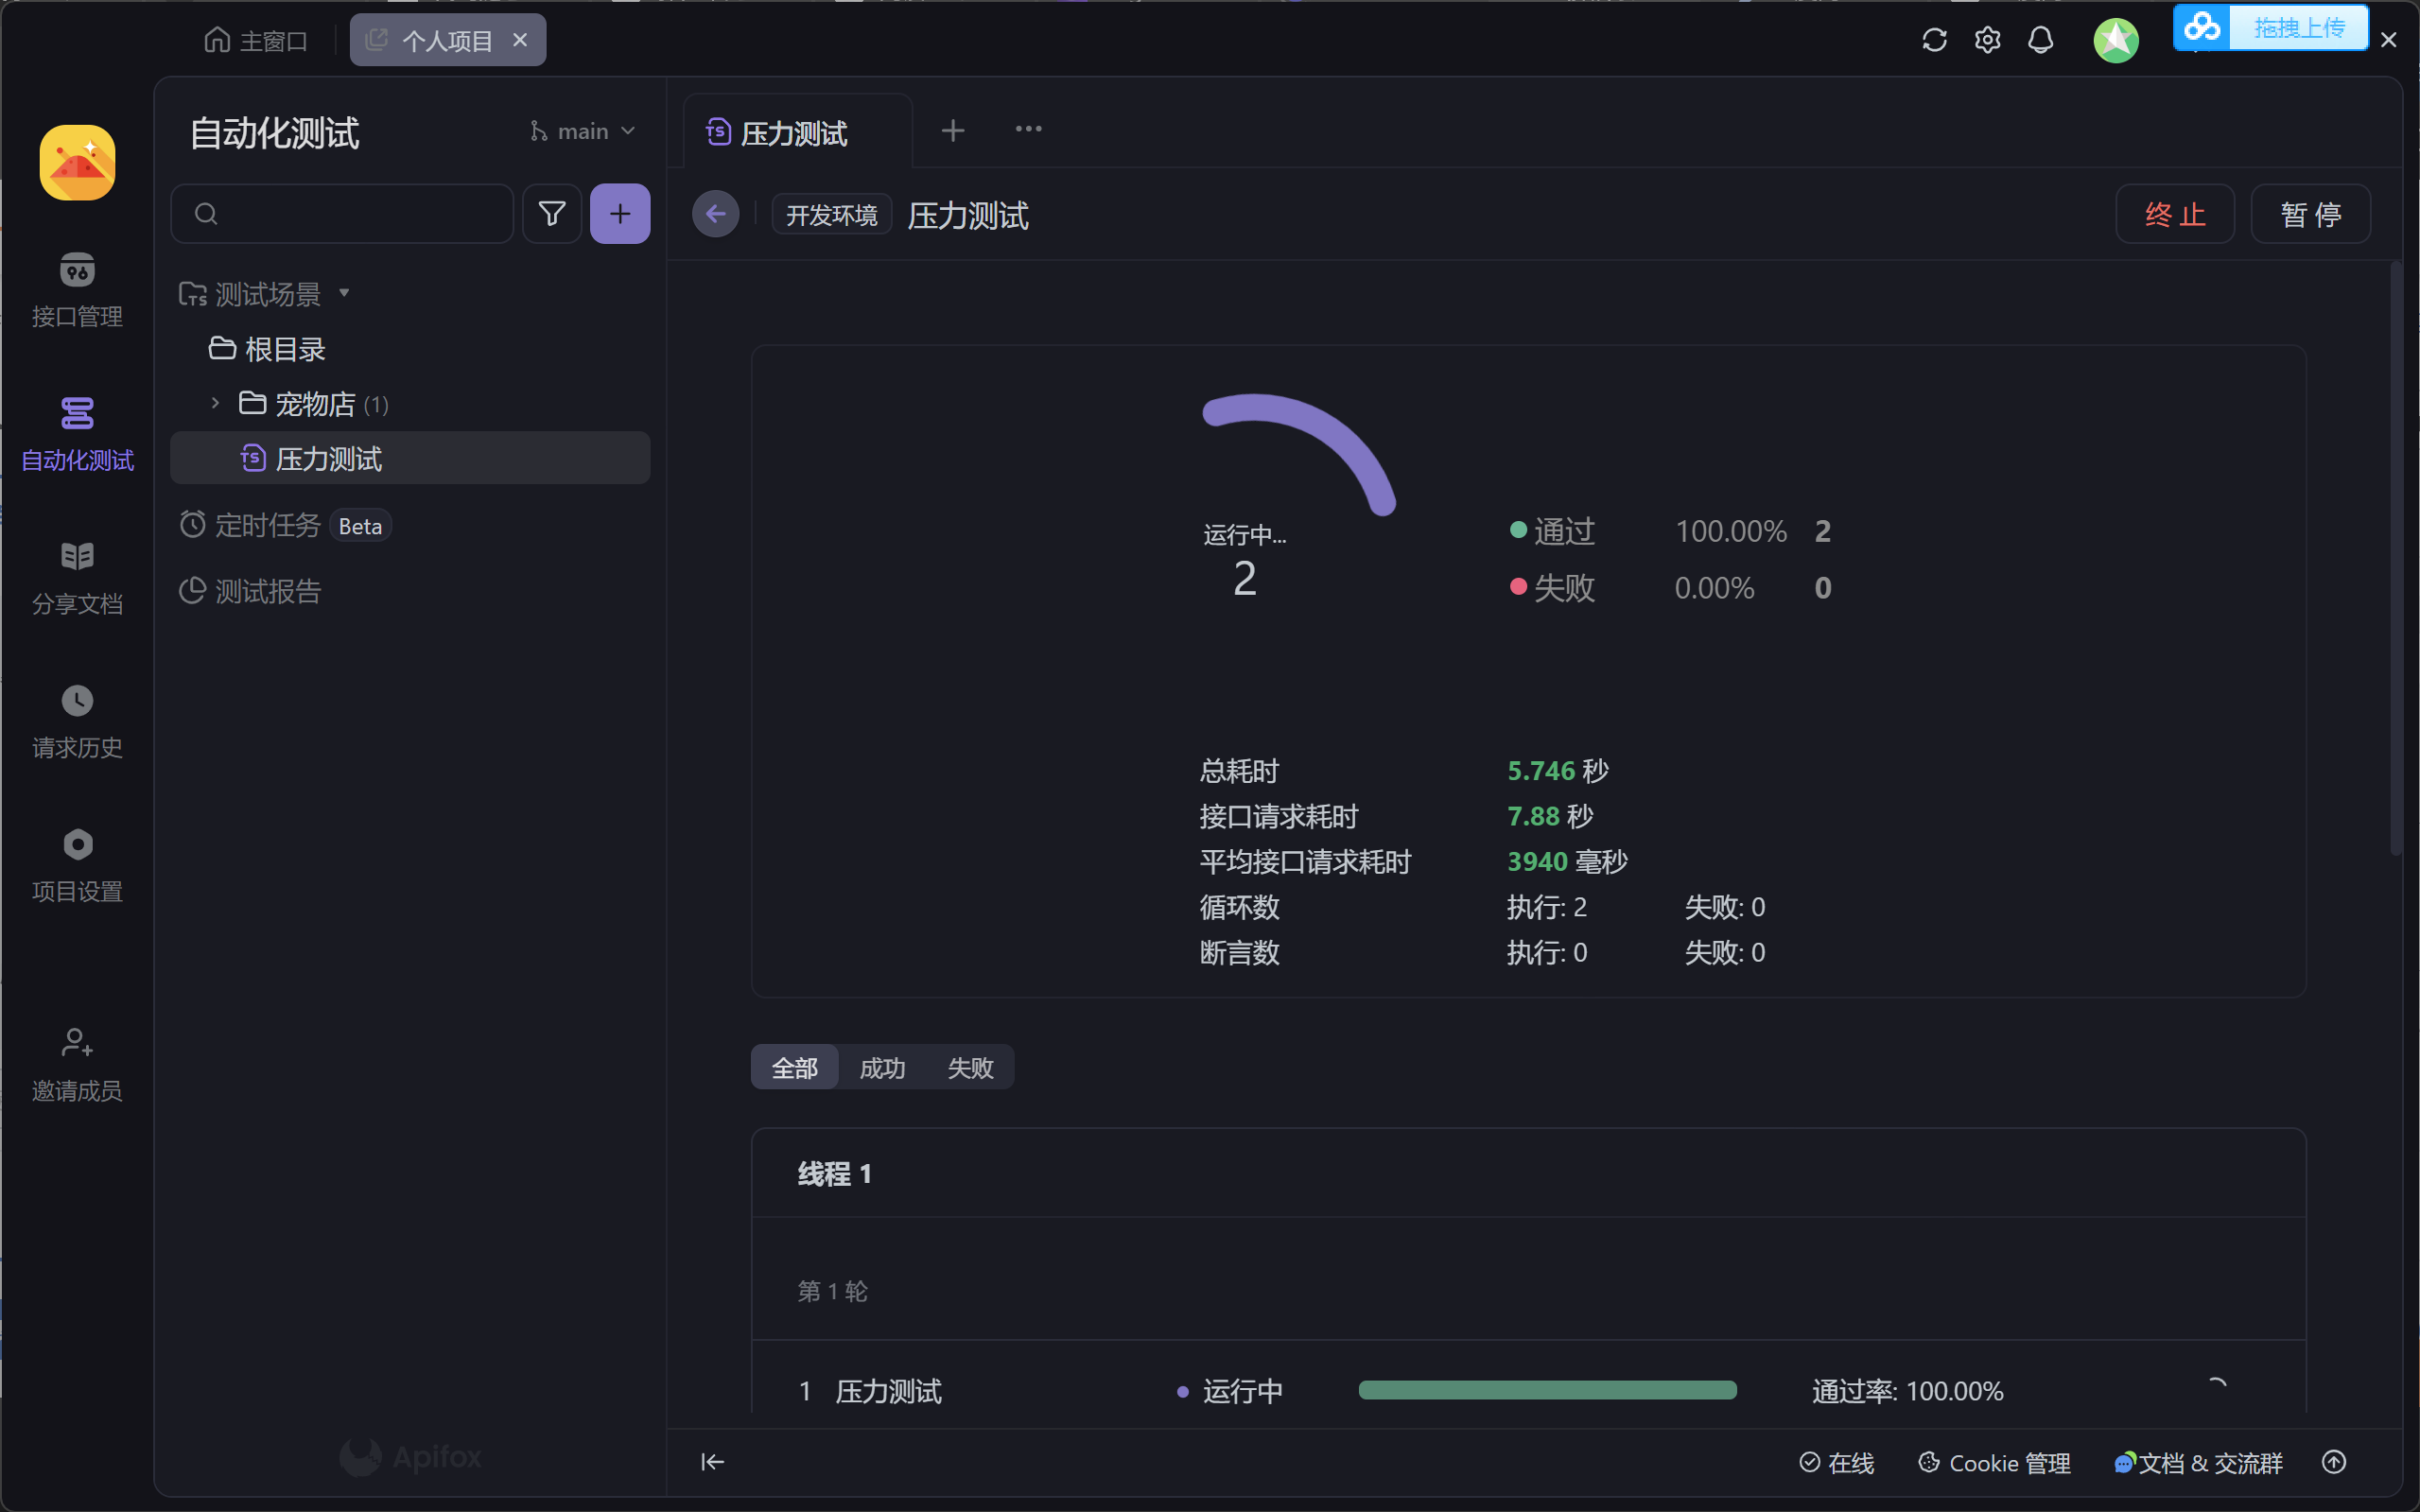 主窗口
个人项目
拖拽上传
自动化测试
main
接口管理
自动化测试
分享文档
请求历史
项目设置
邀请成员
测试场景
根目录
宠物店 (1)
压力测试
定时任务 Beta
测试报告
Apifox
压力测试
开发环境 压力测试
终止 暂停
运行中...
2
通过 100.00% 2
失败 0.00% 0
总耗时 5.746 秒
接口请求耗时 7.88 秒
平均接口请求耗时 3940 毫秒
循环数 执行: 2 失败: 0
断言数 执行: 0 失败: 0
全部 成功 失败
线程 1
第 1 轮
1 压力测试 运行中 通过率: 100.00%
在线 Cookie 管理 文档 & 交流群